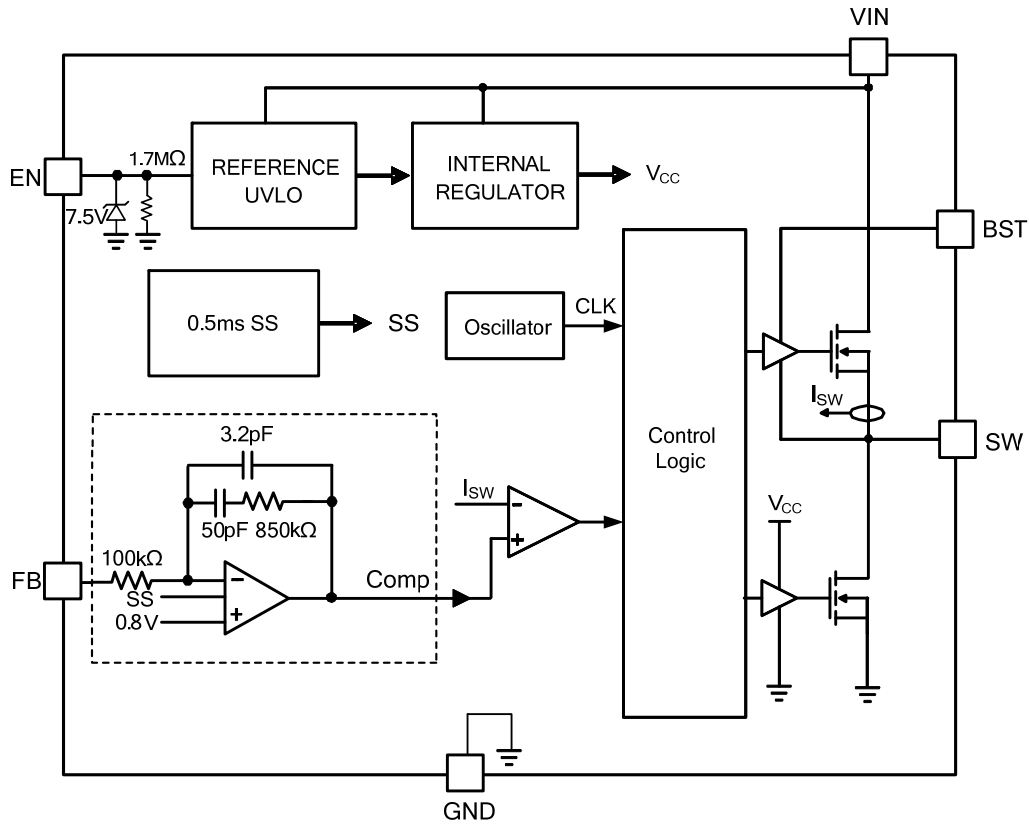 VIN
1.7MΩ
REFERENCE
UVLO
INTERNAL
REGULATOR
VCC
EN
7.5V
BST
0.5ms SS
SS
Oscillator
CLK
ISW
3.2pF
Control
Logic
SW
ISW
-
+
50pF 850kΩ
VCC
100kΩ
FB
-
SS
+
0.8V
Comp
GND